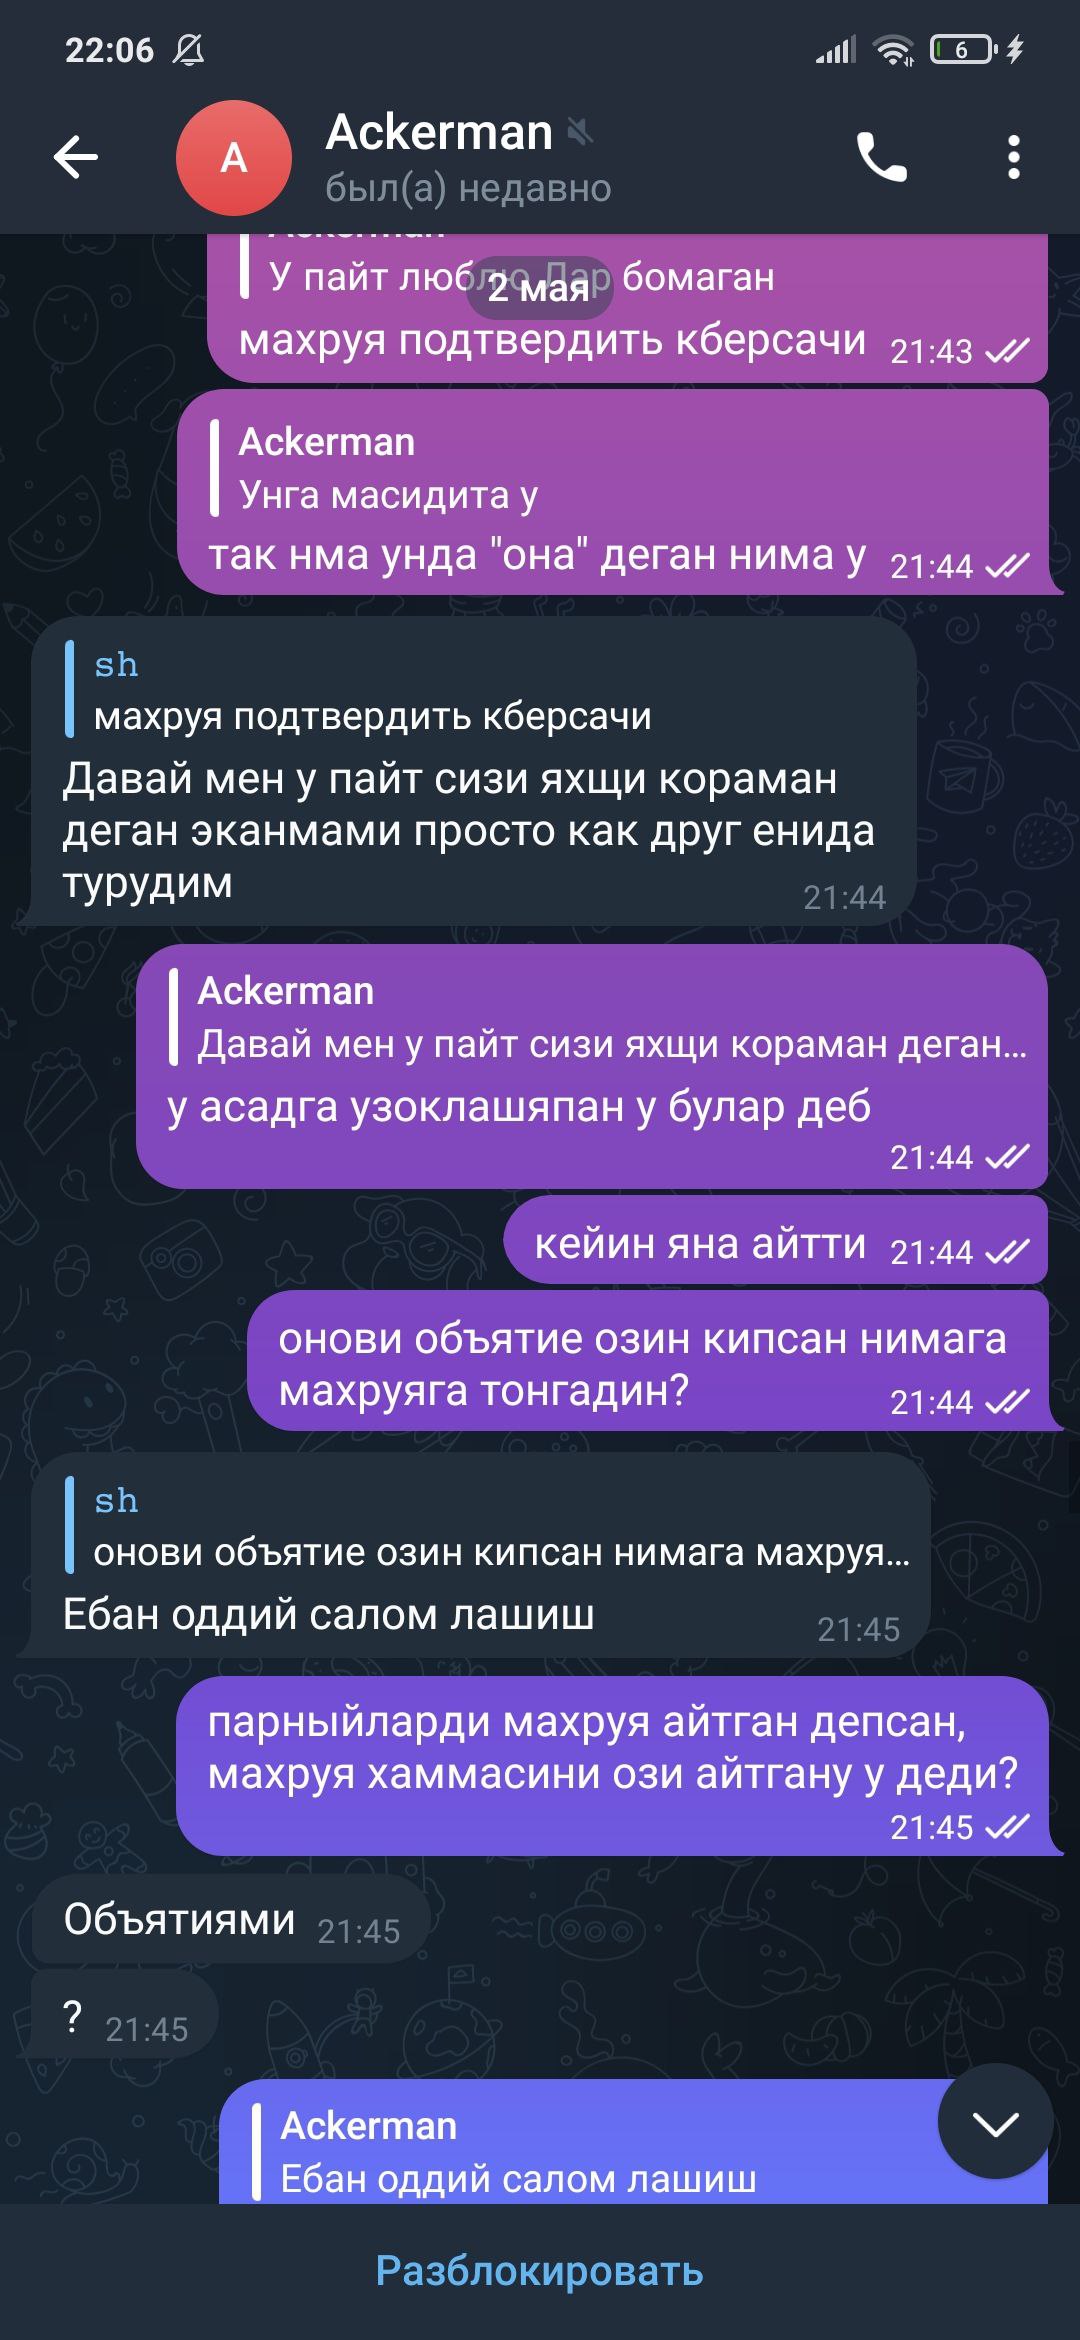 22:06
6
A
Ackerman
был(а) недавно
Ackerman
У пайт люблю Дар бомаган
2 мая
махруя подтвердить кберсачи 21:43
Ackerman
Унга масидита у
так нма унда "она" деган нима у 21:44
sh
махруя подтвердить кберсачи
Давай мен у пайт сизи яхщи кораман
деган эканмами просто как друг енида
турудим 21:44
Ackerman
Давай мен у пайт сизи яхщи кораман деган...
у асадга узоклашяпан у булар деб
21:44
кейин яна айтти 21:44
онови объятие озин кипсан нимага
махруяга тонгадин? 21:44
sh
онови объятие озин кипсан нимага махруя...
Ебан оддий салом лашиш 21:45
парныйларди махруя айтган депсан,
махруя хаммасини ози айтгану у деди?
21:45
Объятиями 21:45
? 21:45
Ackerman
Ебан оддий салом лашиш
Разблокировать